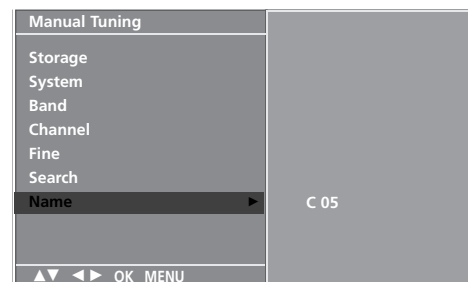 Manual Tuning
Storage
System
Band
Channel
Fine
Search
Name ► C 05
▲▼ ◄► OK MENU